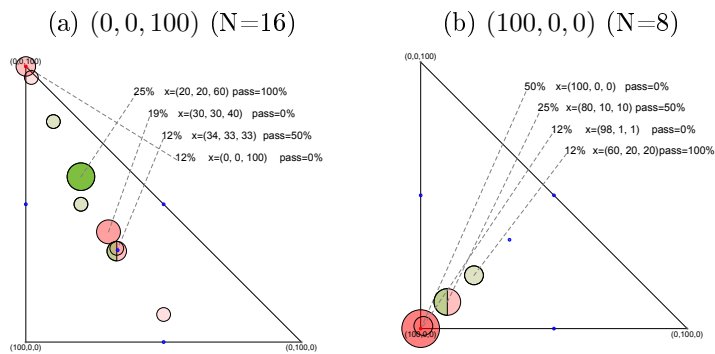 (a) (0, 0, 100) (N=16)
(0,0,100)
25% x=(20, 20, 60) pass=100%
19% x=(30, 30, 40) pass=0%
12% x=(34, 33, 33) pass=50%
12% x=(0, 0, 100) pass=0%
(100,0,0)
(0,100,0)
(b) (100, 0, 0) (N=8)
(0,0,100)
50% x=(100, 0, 0) pass=0%
25% x=(80, 10, 10) pass=50%
12% x=(98, 1, 1) pass=0%
12% x=(60, 20, 20)pass=100%
(100,0,0)
(0,100,0)